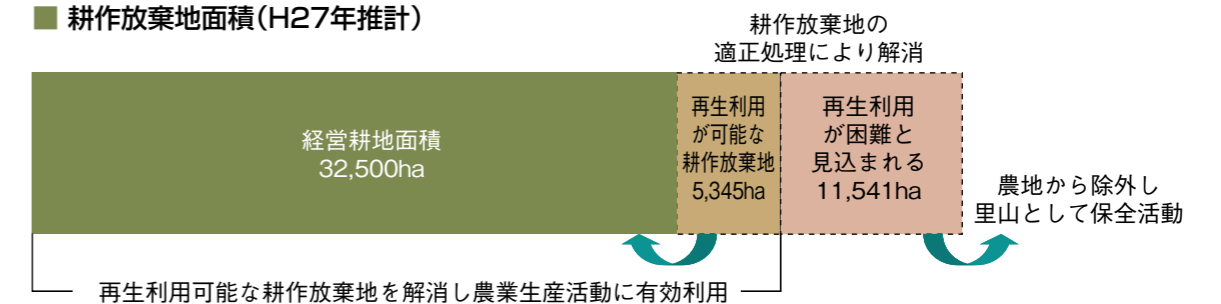 ■ 耕作放棄地面積（H27年推計）
耕作放棄地の
適正処理により解消
経営耕地面積
32,500ha
再生利用
が可能な
耕作放棄地
5,345ha
再生利用
が困難と
見込まれる
11,541ha
農地から除外し
里山として保全活動
再生利用可能な耕作放棄地を解消し農業生産活動に有効利用